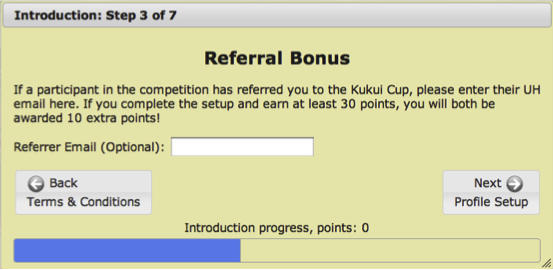 Introduction: Step 3 of 7
Referral Bonus
If a participant in the competition has referred you to the Kukui Cup, please enter their UH
email here. If you complete the setup and earn at least 30 points, you will both be
awarded 10 extra points!
Referrer Email (Optional):
Back
Terms & Conditions
Next
Profile Setup
Introduction progress, points: 0